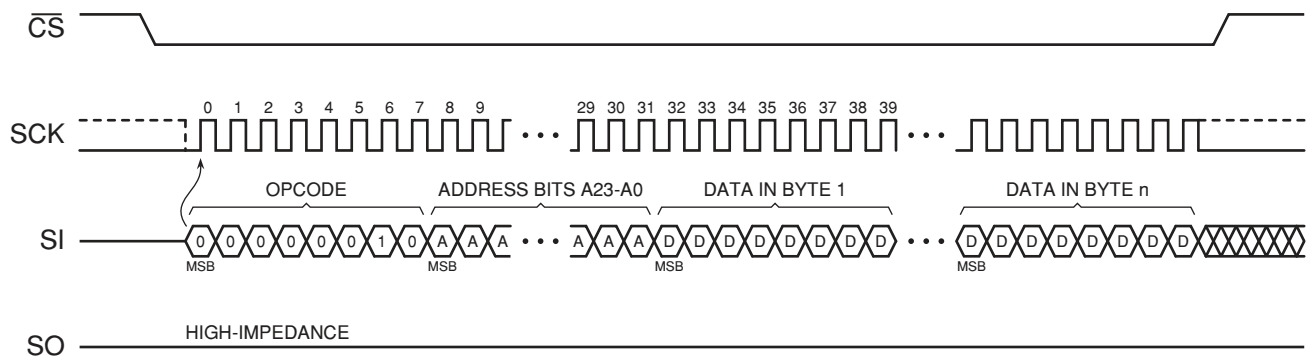 CS
0 1 2 3 4 5 6 7 8 9 29 30 31 32 33 34 35 36 37 38 39
SCK
OPCODE ADDRESS BITS A23-A0 DATA IN BYTE 1 DATA IN BYTE n
SI 0 0 0 0 0 0 1 0 A A A A A A D D D D D D D D D D D D D D D D
MSB MSB MSB MSB
HIGH-IMPEDANCE
SO